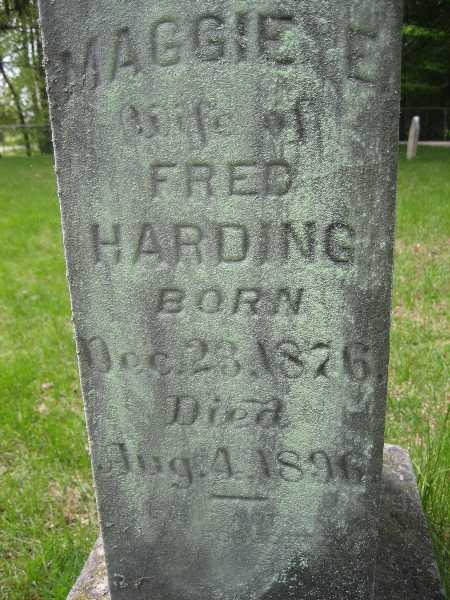 MAGGIE E.
Wife of
FRED
HARDING
BORN
Dec. 23, 1876.
Died
Aug. 4, 1896.